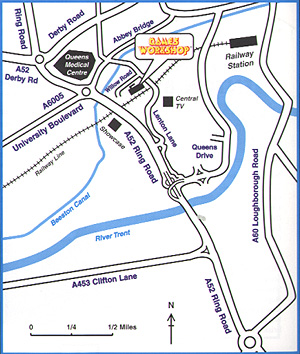 Ring Road
Derby Road
Abbey Bridge
GAMES
WORKSHOP
A52
Derby Rd
Queens
Medical
Centre
Willow Road
Railway
Station
A6005
University Boulevard
Central
TV
Lenton Lane
Showcase
A52 Ring Road
Queens
Drive
Railway Line
Beeston Canal
River Trent
A60 Loughborough Road
A453 Clifton Lane
A52 Ring Road
N
0 1/4 1/2 Miles